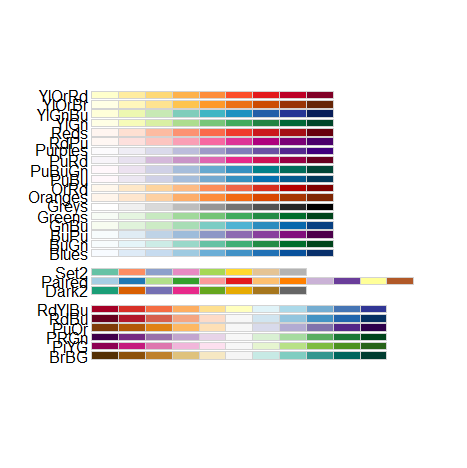 YlOrRd
YlOrBr
YlGnBu
YlGn
Reds
RdPu
Purples
PuRd
PuBuGn
PuBu
OrRd
Oranges
Greys
Greens
GnBu
BuPu
BuGn
Blues
Set2
Paired
Dark2
RdYlBu
RdBu
PuOr
PRGn
PiYG
BrBG